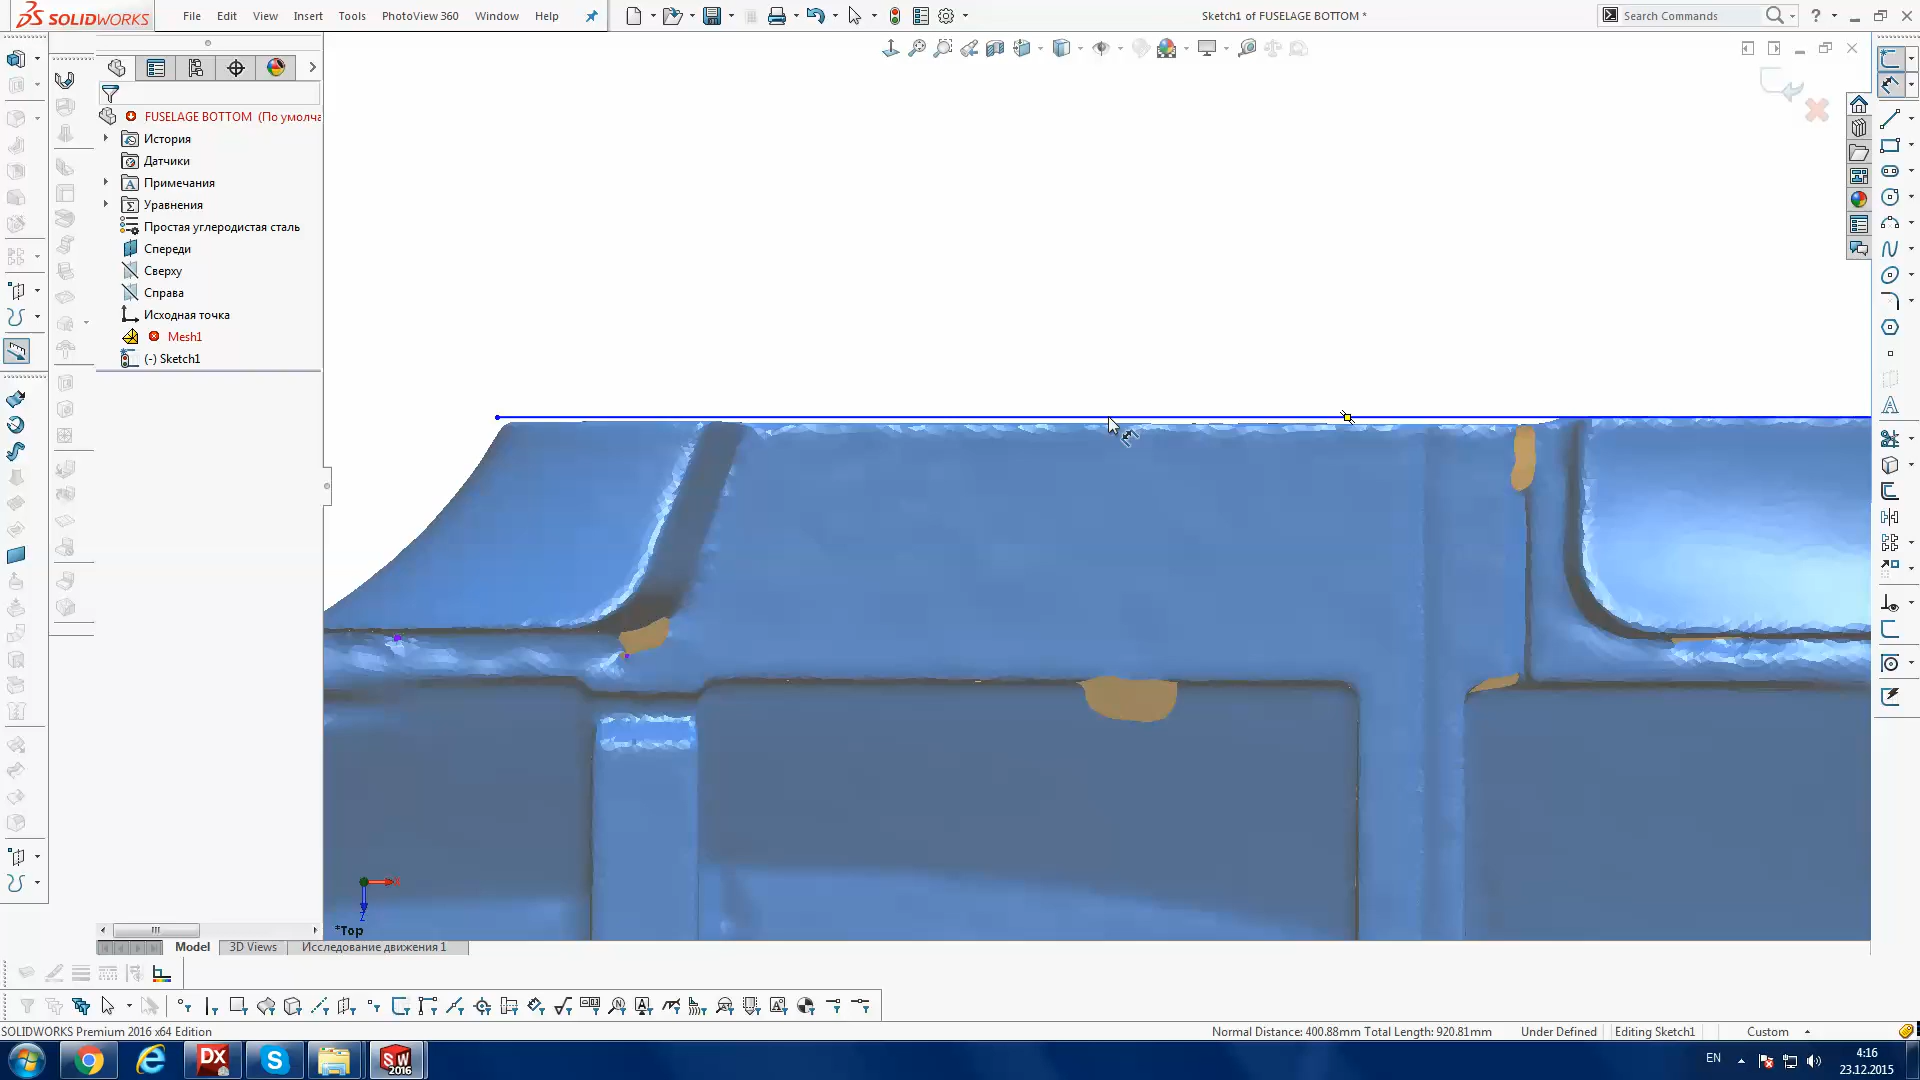 SOLIDWORKS
File Edit View Insert Tools PhotoView 360 Window Help
Sketch1 of FUSELAGE BOTTOM *
Search Commands
FUSELAGE BOTTOM (По умолча
История
Датчики
Примечания
Уравнения
Простая углеродистая сталь
Спереди
Сверху
Справа
Исходная точка
Mesh1
(-) Sketch1
*Top
Model 3D Views Исследование движения 1
SOLIDWORKS Premium 2016 x64 Edition
Normal Distance: 400.88mm Total Length: 920.81mm Under Defined Editing Sketch1 Custom
DX
SW 2016
EN
4:16
23.12.2015